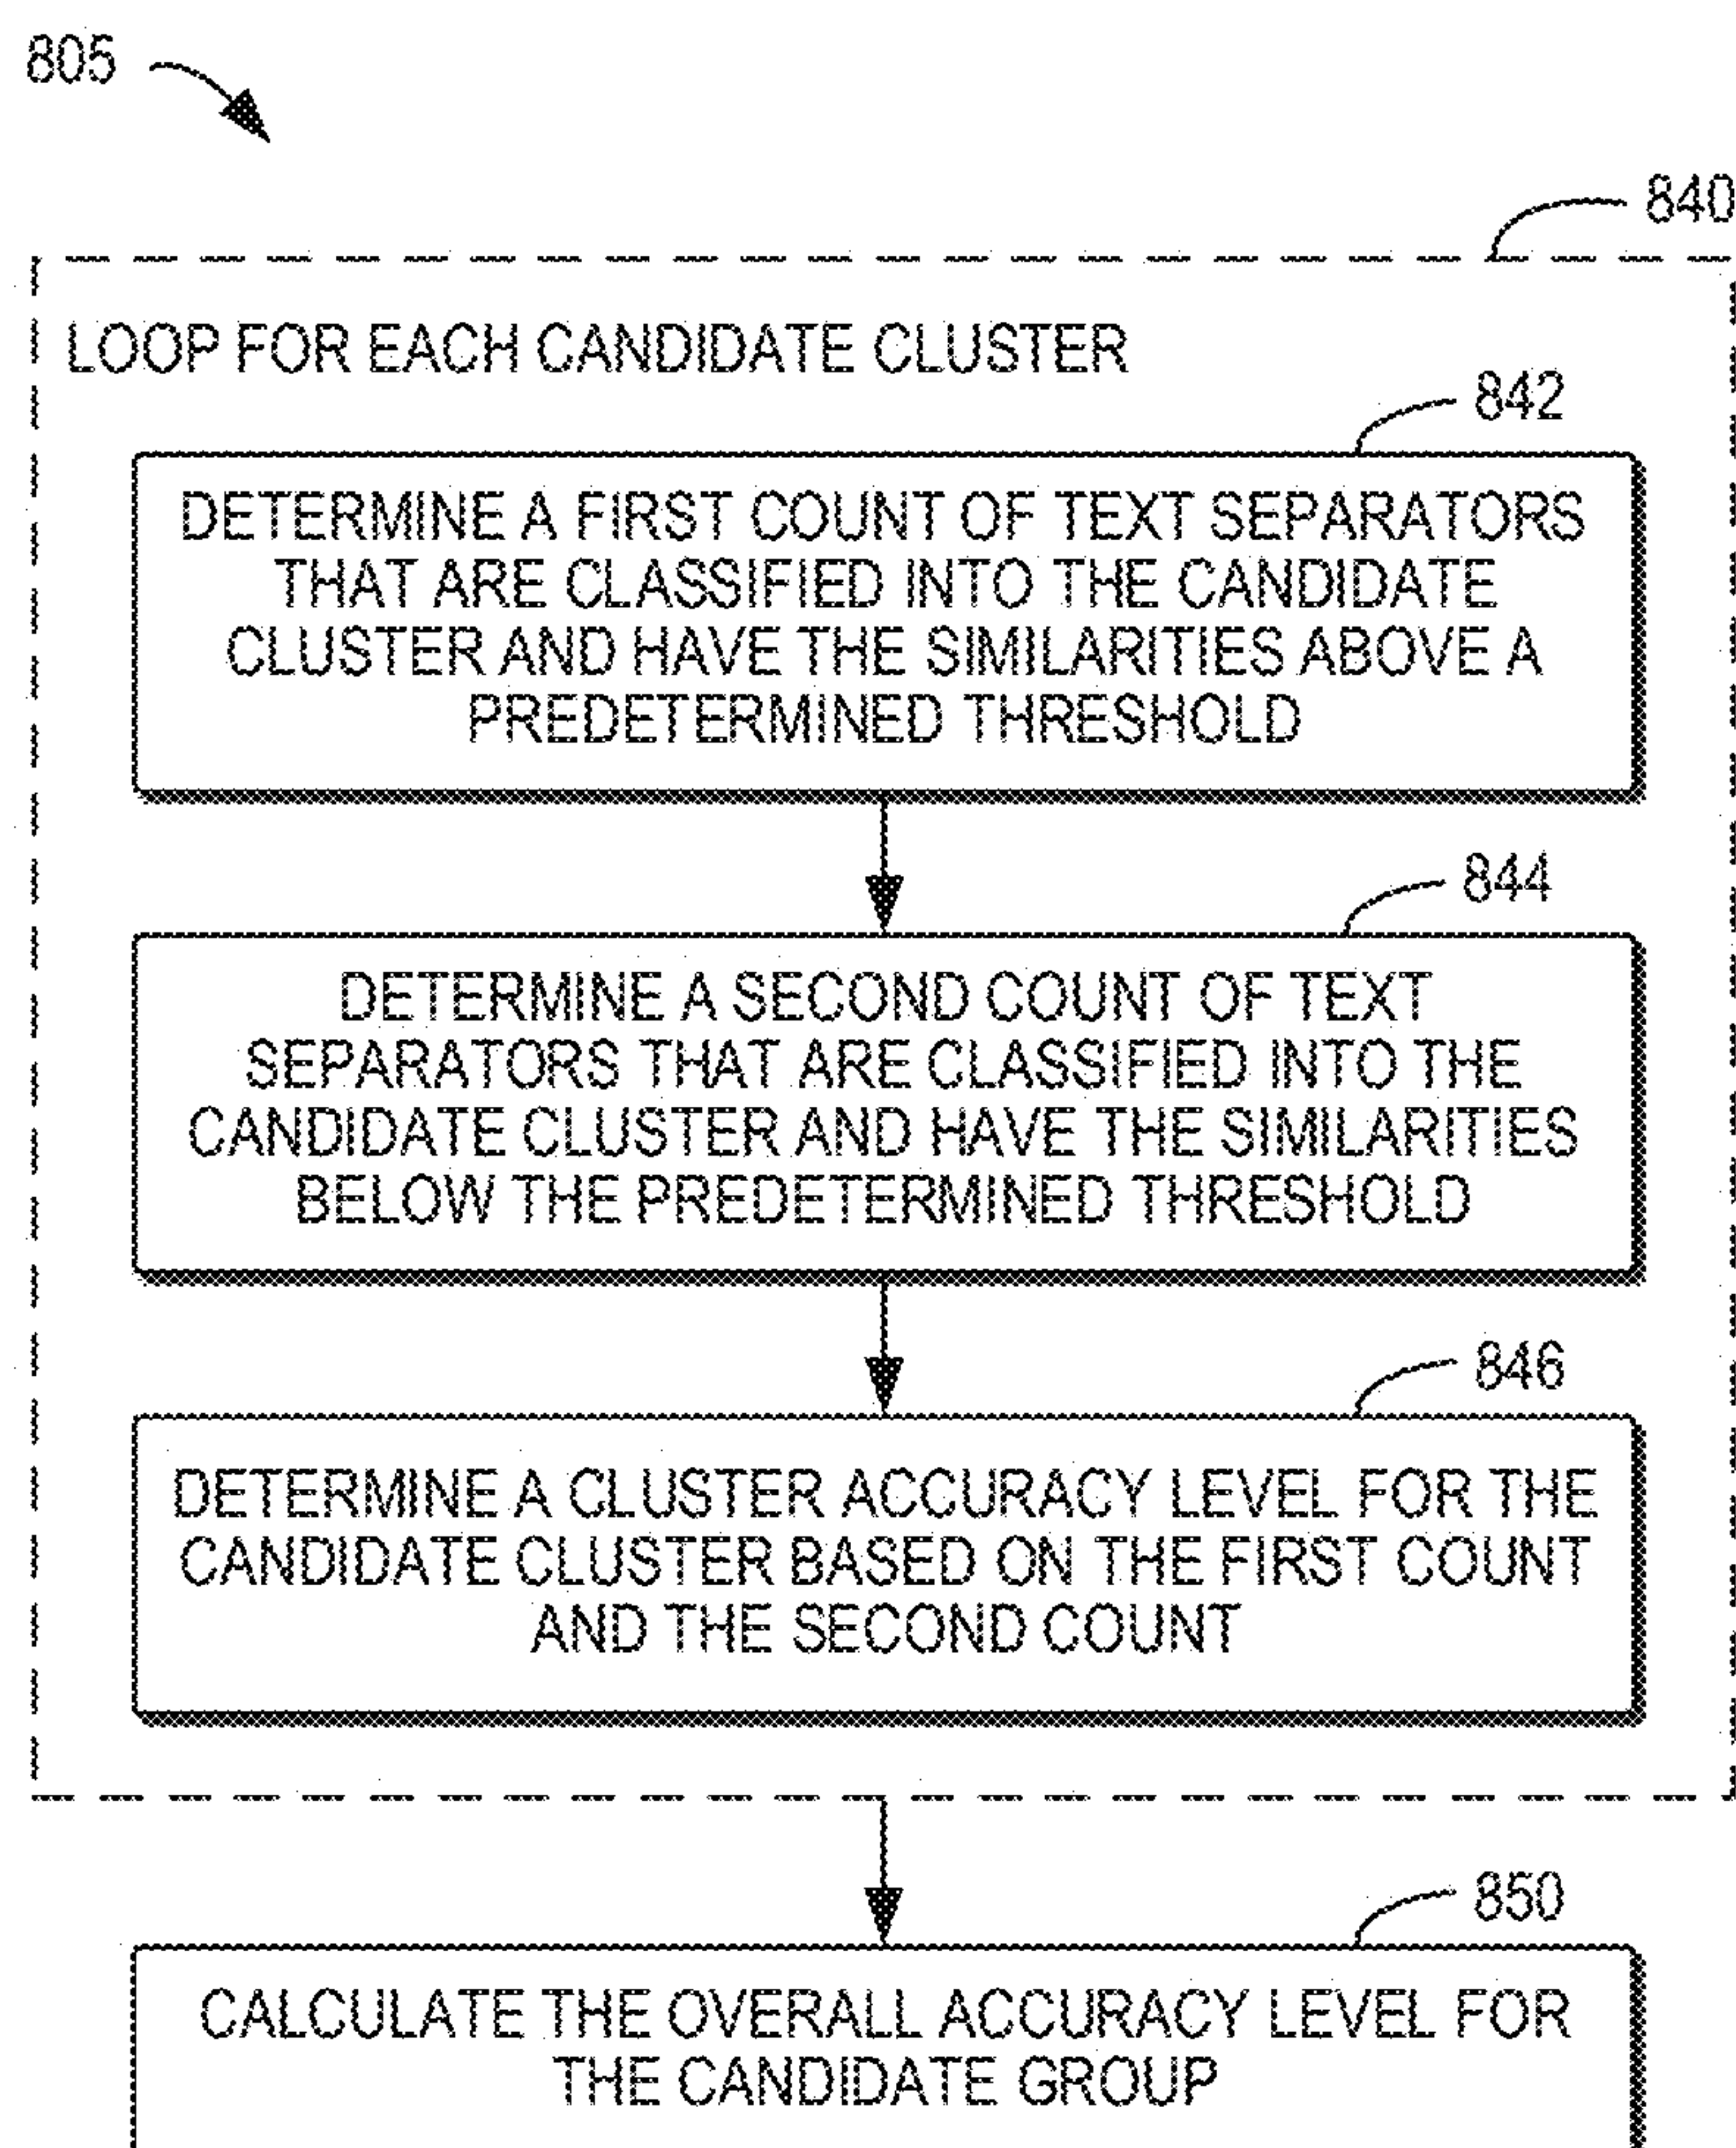 805
840
LOOP FOR EACH CANDIDATE CLUSTER
842
DETERMINE A FIRST COUNT OF TEXT SEPARATORS
THAT ARE CLASSIFIED INTO THE CANDIDATE
CLUSTER AND HAVE THE SIMILARITIES ABOVE A
PREDETERMINED THRESHOLD
844
DETERMINE A SECOND COUNT OF TEXT
SEPARATORS THAT ARE CLASSIFIED INTO THE
CANDIDATE CLUSTER AND HAVE THE SIMILARITIES
BELOW THE PREDETERMINED THRESHOLD
846
DETERMINE A CLUSTER ACCURACY LEVEL FOR THE
CANDIDATE CLUSTER BASED ON THE FIRST COUNT
AND THE SECOND COUNT
850
CALCULATE THE OVERALL ACCURACY LEVEL FOR
THE CANDIDATE GROUP